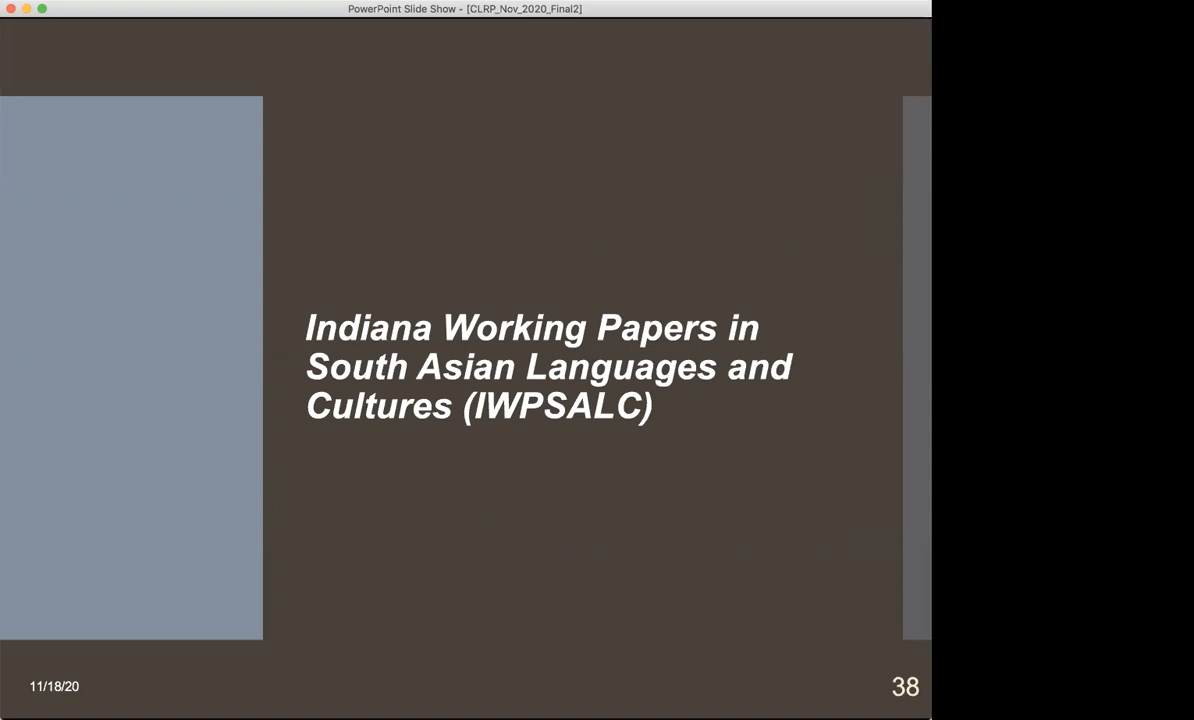 PowerPoint Slide Show - [CLRP_Nov_2020_Final2]
Indiana Working Papers in
South Asian Languages and
Cultures (IWPSALC)
11/18/20
38